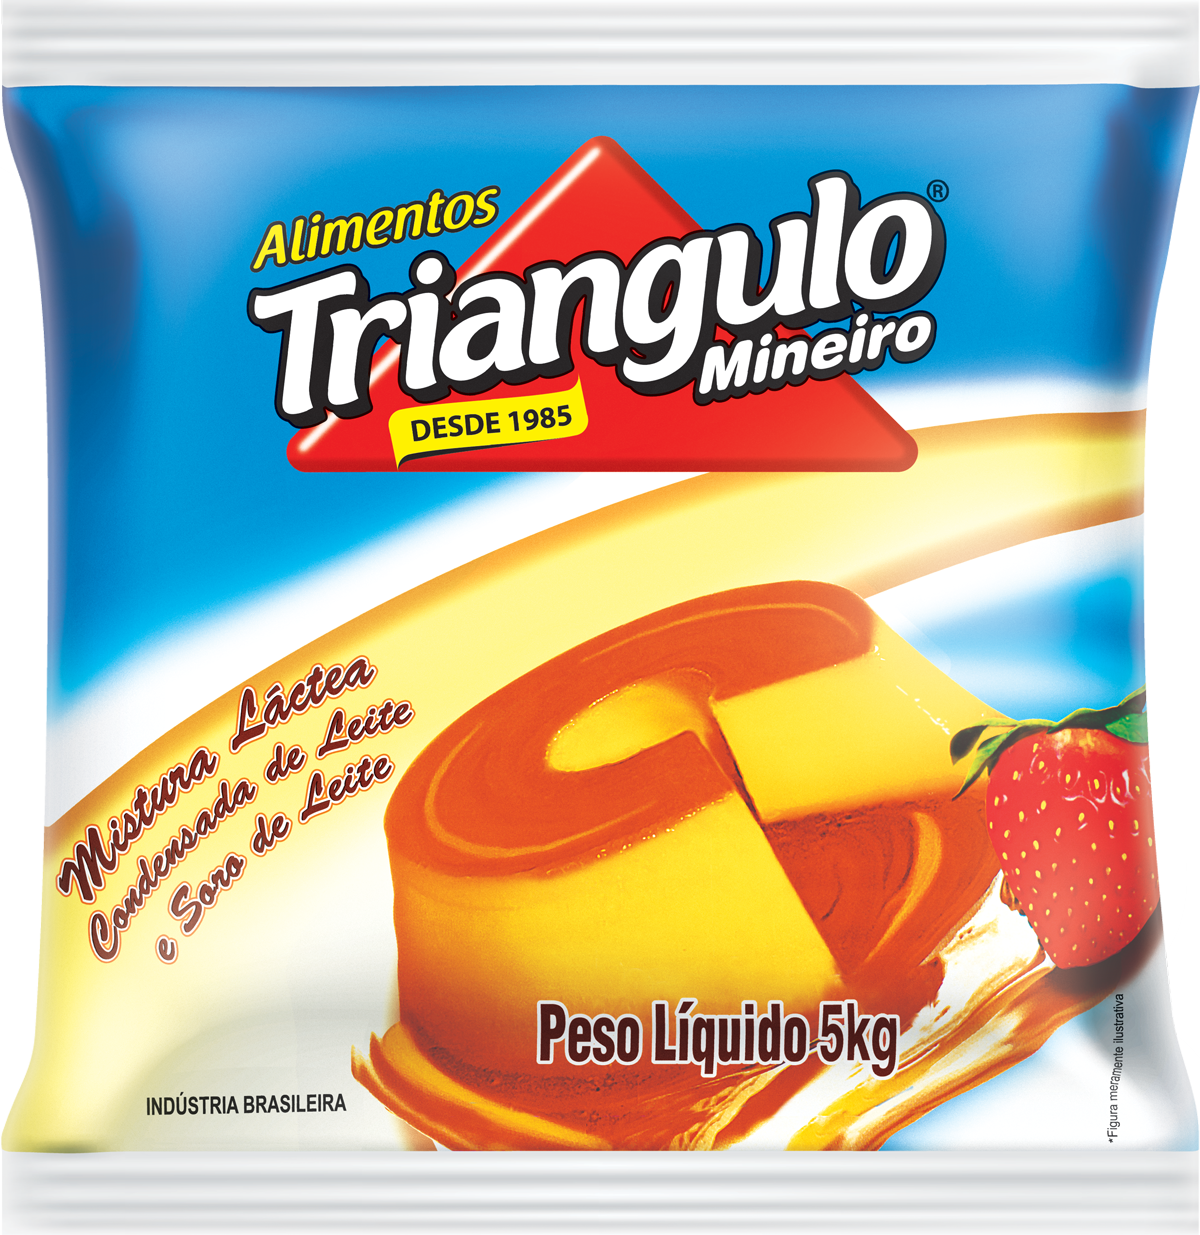 Alimentos
Triangulo®
Mineiro
DESDE 1985
Mistura Láctea
Condensada de Leite
e Soro de Leite
Peso Líquido 5kg
INDÚSTRIA BRASILEIRA
*Figura meramente ilustrativa